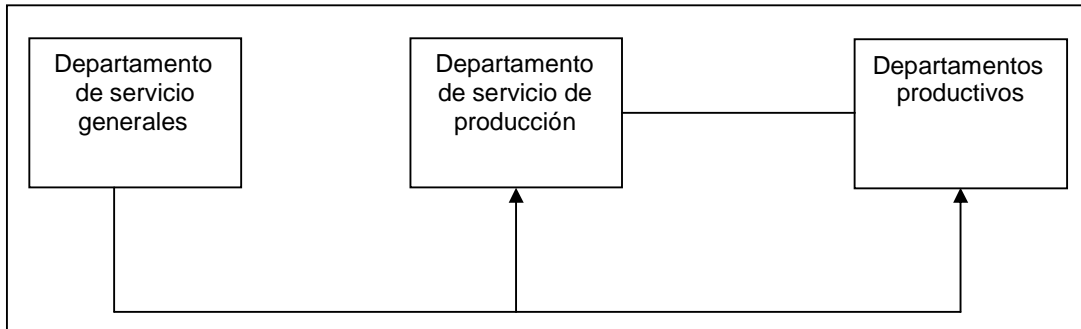 Departamento
de servicio
generales
Departamento
de servicio de
producción
Departamentos
productivos